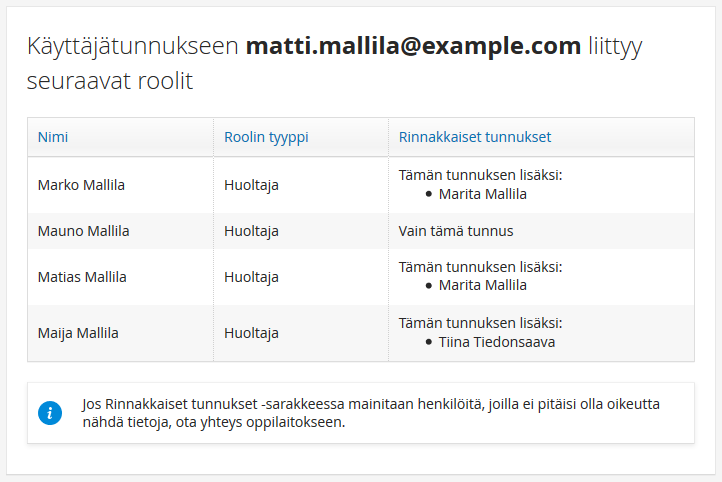 Käyttäjätunnukseen matti.mallila@example.com liittyy
seuraavat roolit
Nimi Roolin tyyppi Rinnakkaiset tunnukset
Marko Mallila Huoltaja Tämän tunnuksen lisäksi:
• Marita Mallila
Mauno Mallila Huoltaja Vain tämä tunnus
Matias Mallila Huoltaja Tämän tunnuksen lisäksi:
• Marita Mallila
Maija Mallila Huoltaja Tämän tunnuksen lisäksi:
• Tiina Tiedonsaava
Jos Rinnakkaiset tunnukset -sarakkeessa mainitaan henkilöitä, joilla ei pitäisi olla oikeutta
nähdä tietoja, ota yhteys oppilaitokseen.